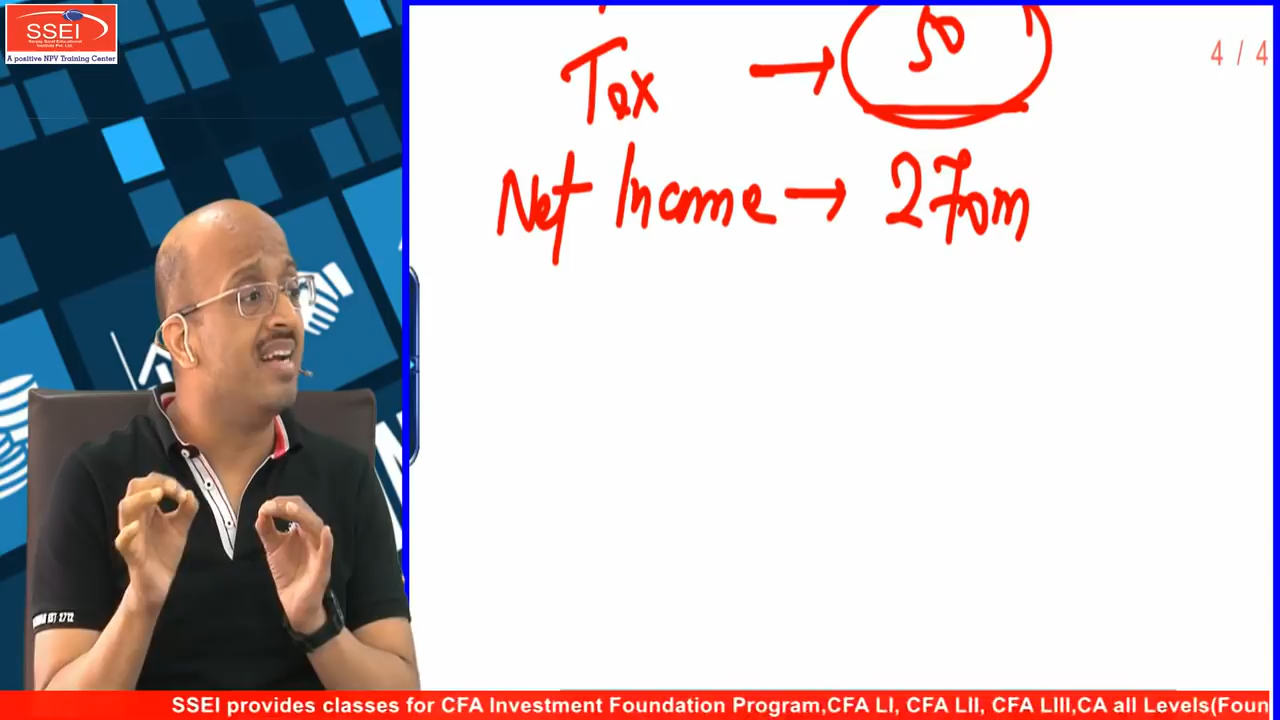 SSEI
A positive NPV Training Center
50
4 / 4
Tax →
Net Income → 270m
SSEI provides classes for CFA Investment Foundation Program,CFA LI, CFA LII, CFA LIII,CA all Levels(Foun